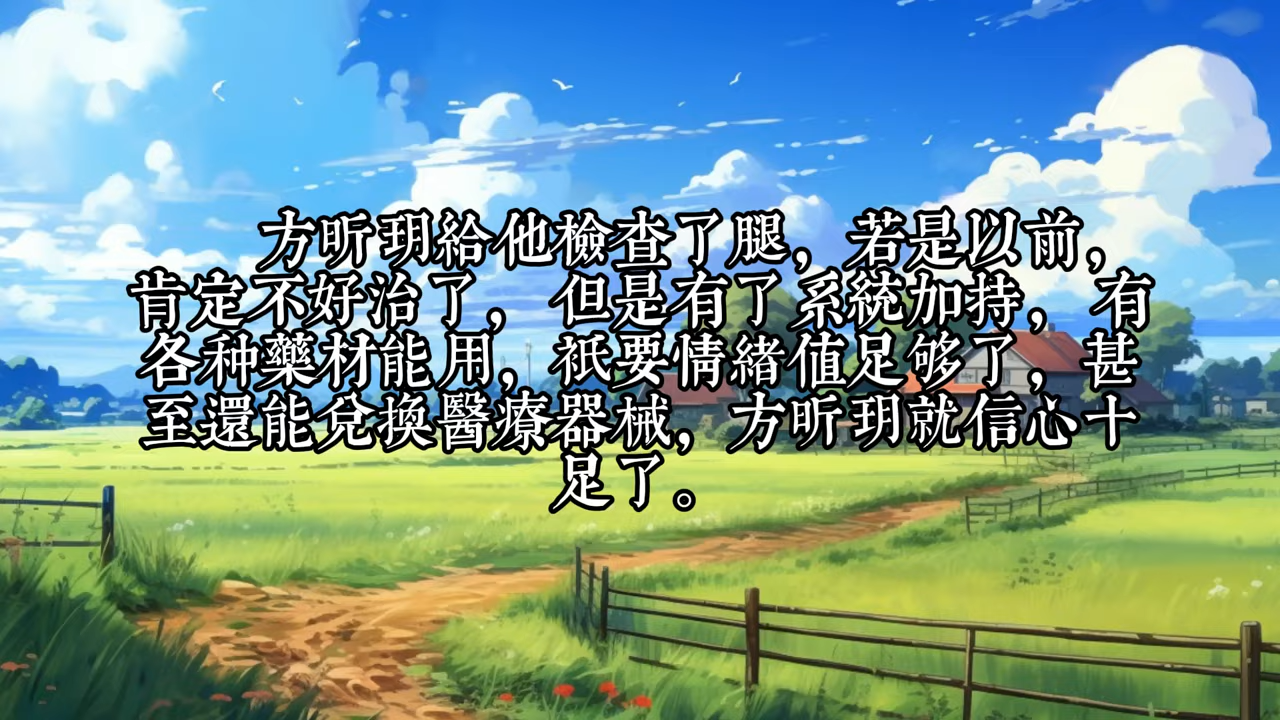 方昕玥給他檢查了腿，若是以前，
肯定不好治了，但是有了系統加持，有
各种藥材能用，祇要情緒值足够了，甚
至還能兌換醫療器械，方昕玥就信心十
足了。